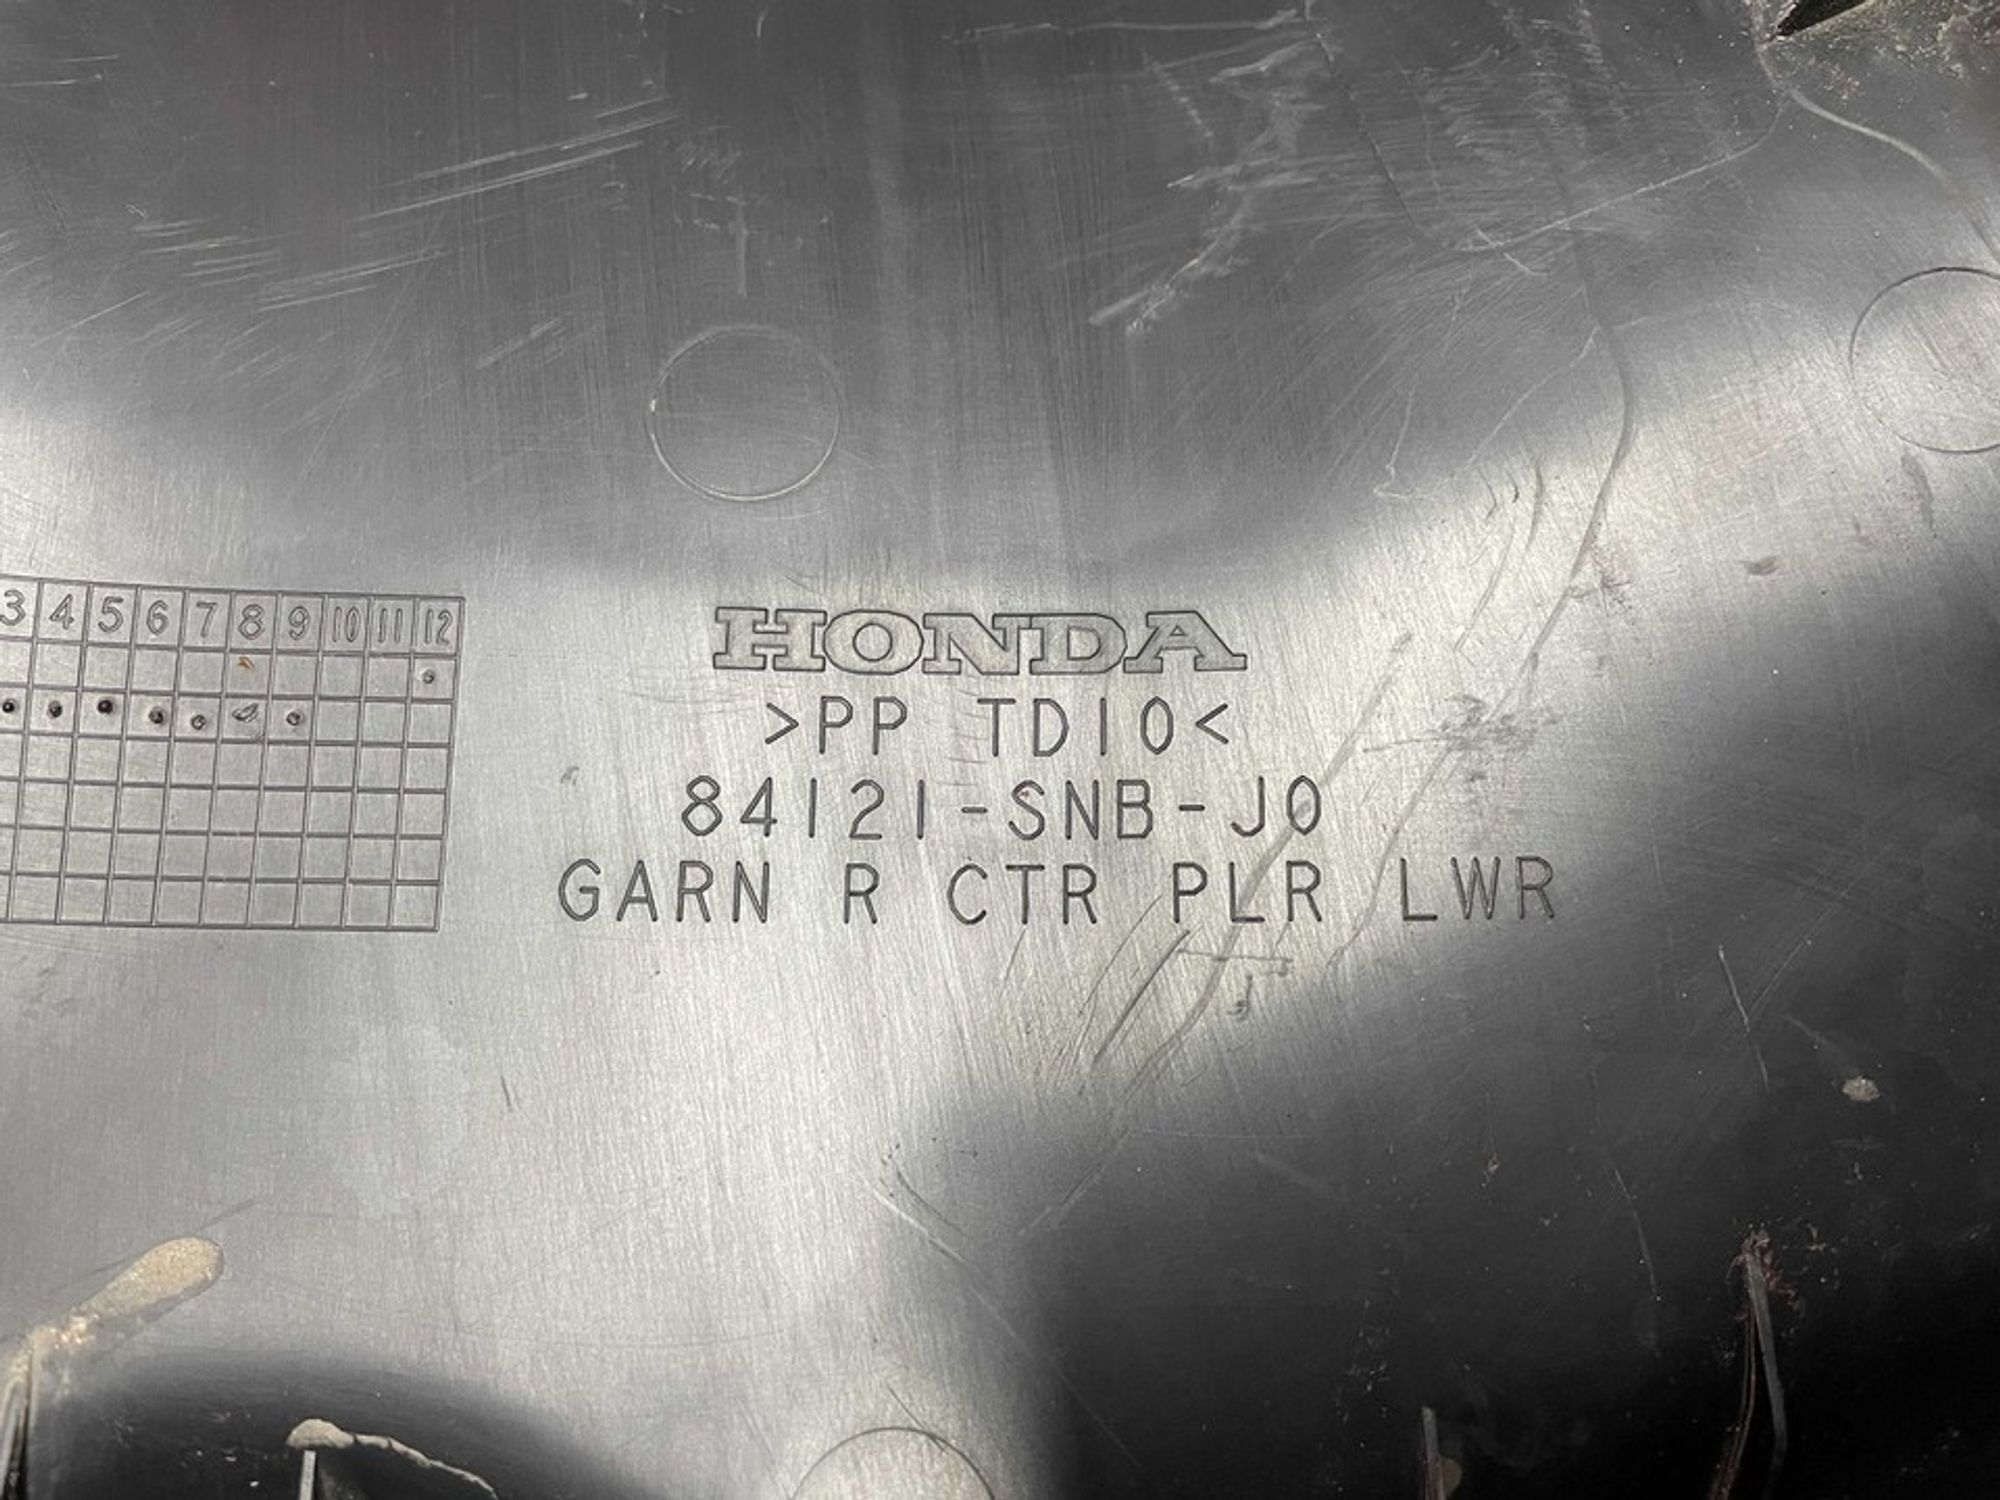 3 4 5 6 7 8 9 10 11 12
HONDA
>PP TD10<
84121-SNB-J0
GARN R CTR PLR LWR